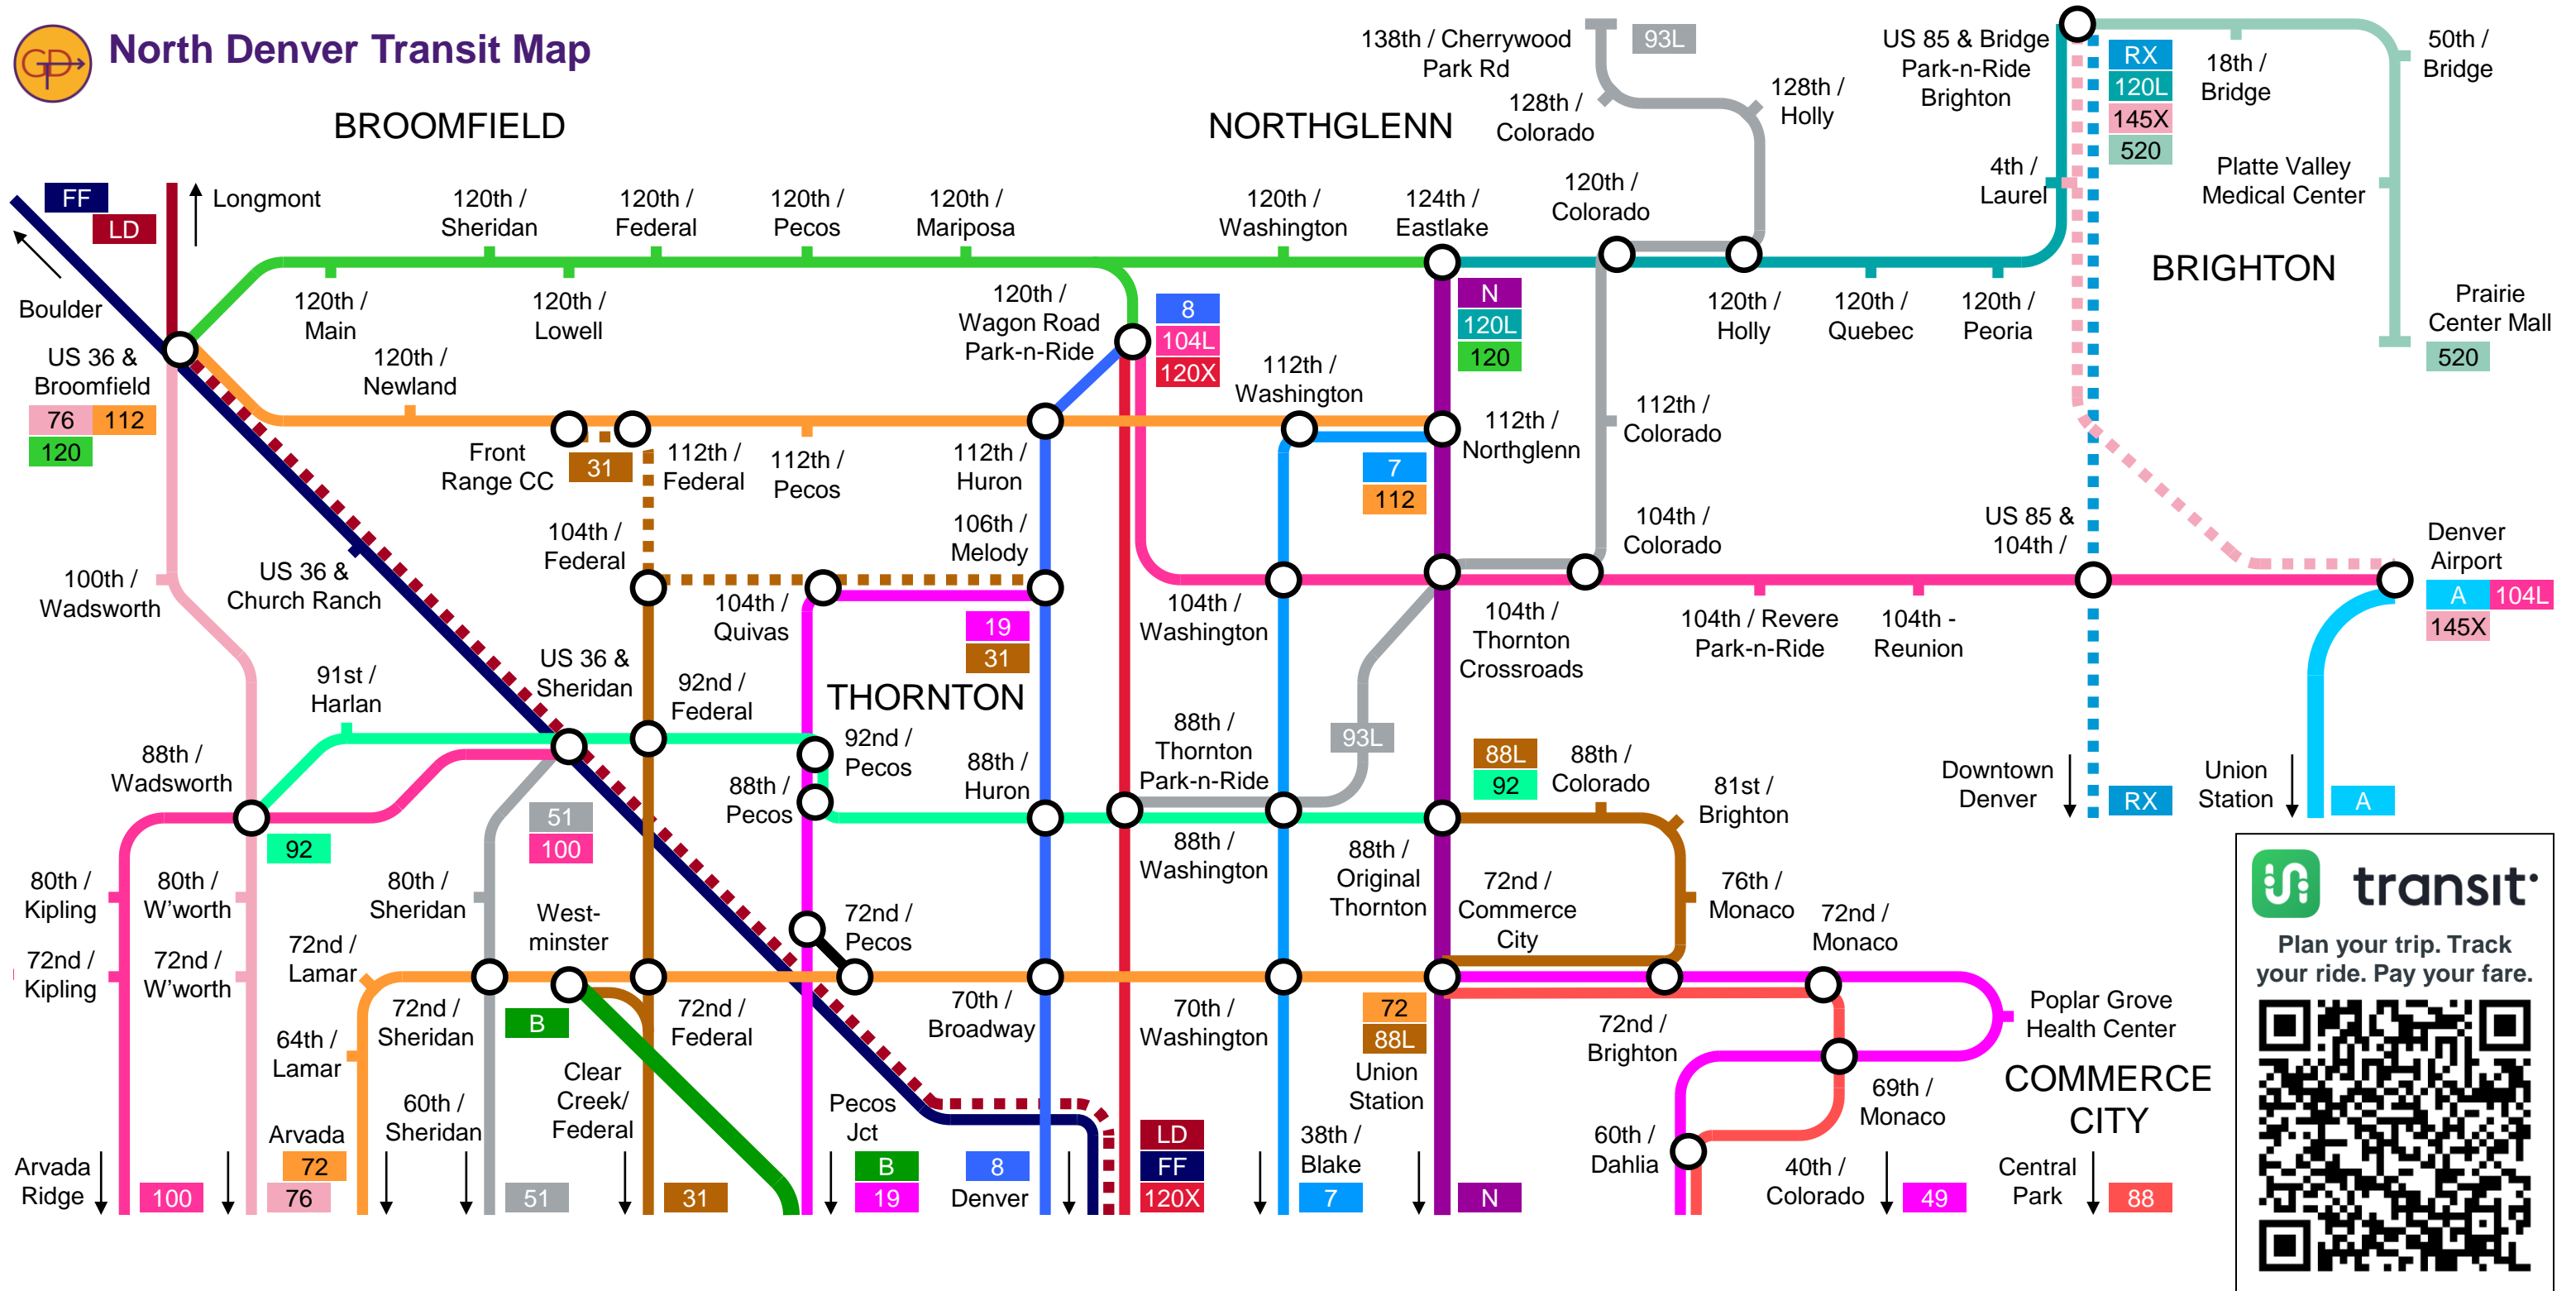 GP
North Denver Transit Map
BROOMFIELD
NORTHGLENN
138th / Cherrywood
Park Rd
93L
128th /
Colorado
128th /
Holly
US 85 & Bridge
Park-n-Ride
Brighton
RX
120L
145X
520
18th /
Bridge
50th /
Bridge
4th /
Laurel
Platte Valley
Medical Center
BRIGHTON
Prairie
Center Mall
520
FF
LD
Longmont
Boulder
120th /
Sheridan
120th /
Federal
120th /
Pecos
120th /
Mariposa
120th /
Washington
124th /
Eastlake
120th /
Colorado
120th /
Main
120th /
Lowell
120th /
Wagon Road
Park-n-Ride
8
104L
120X
N
120L
120
120th /
Holly
120th /
Quebec
120th /
Peoria
US 36 &
Broomfield
76
112
120
120th /
Newland
112th /
Washington
Front
Range CC
31
112th /
Federal
112th /
Pecos
112th /
Huron
7
112
112th /
Northglenn
112th /
Colorado
104th /
Federal
106th /
Melody
104th /
Colorado
US 85 &
104th /
Denver
Airport
A
104L
145X
100th /
Wadsworth
US 36 &
Church Ranch
104th /
Quivas
19
31
104th /
Washington
104th /
Thornton
Crossroads
104th / Revere
Park-n-Ride
104th -
Reunion
91st /
Harlan
US 36 &
Sheridan
92nd /
Federal
THORNTON
92nd /
Pecos
88th /
Pecos
88th /
Huron
88th /
Thornton
Park-n-Ride
93L
88L
92
88th /
Colorado
81st /
Brighton
Downtown
Denver
RX
Union
Station
A
88th /
Wadsworth
92
51
100
88th /
Washington
88th /
Original
Thornton
80th /
Kipling
80th /
W'worth
80th /
Sheridan
West-
minster
72nd /
Pecos
72nd /
Commerce
City
76th /
Monaco
72nd /
Monaco
72nd /
Kipling
72nd /
W'worth
72nd /
Lamar
72nd /
Sheridan
B
72nd /
Federal
70th /
Broadway
70th /
Washington
72
88L
72nd /
Brighton
Poplar Grove
Health Center
64th /
Lamar
Clear
Creek/
Federal
Union
Station
COMMERCE
CITY
69th /
Monaco
60th /
Sheridan
Pecos
Jct
Arvada
72
76
Arvada
Ridge
100
51
31
B
19
8
Denver
LD
FF
120X
38th /
Blake
7
N
60th /
Dahlia
40th /
Colorado
49
Central
Park
88
transit
Plan your trip. Track
your ride. Pay your fare.